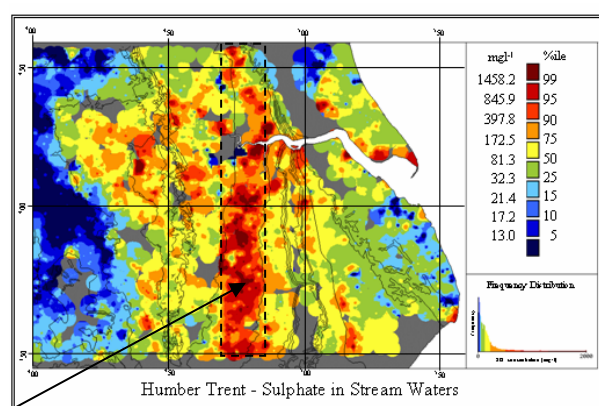 mgl⁻¹ %ile
1458.2 99
845.9 95
397.8 90
172.5 75
81.3 50
32.3 25
21.4 15
17.2 10
13.0 5
Frequency Distribution
Frequency
Humber Trent - Sulphate in Stream Waters